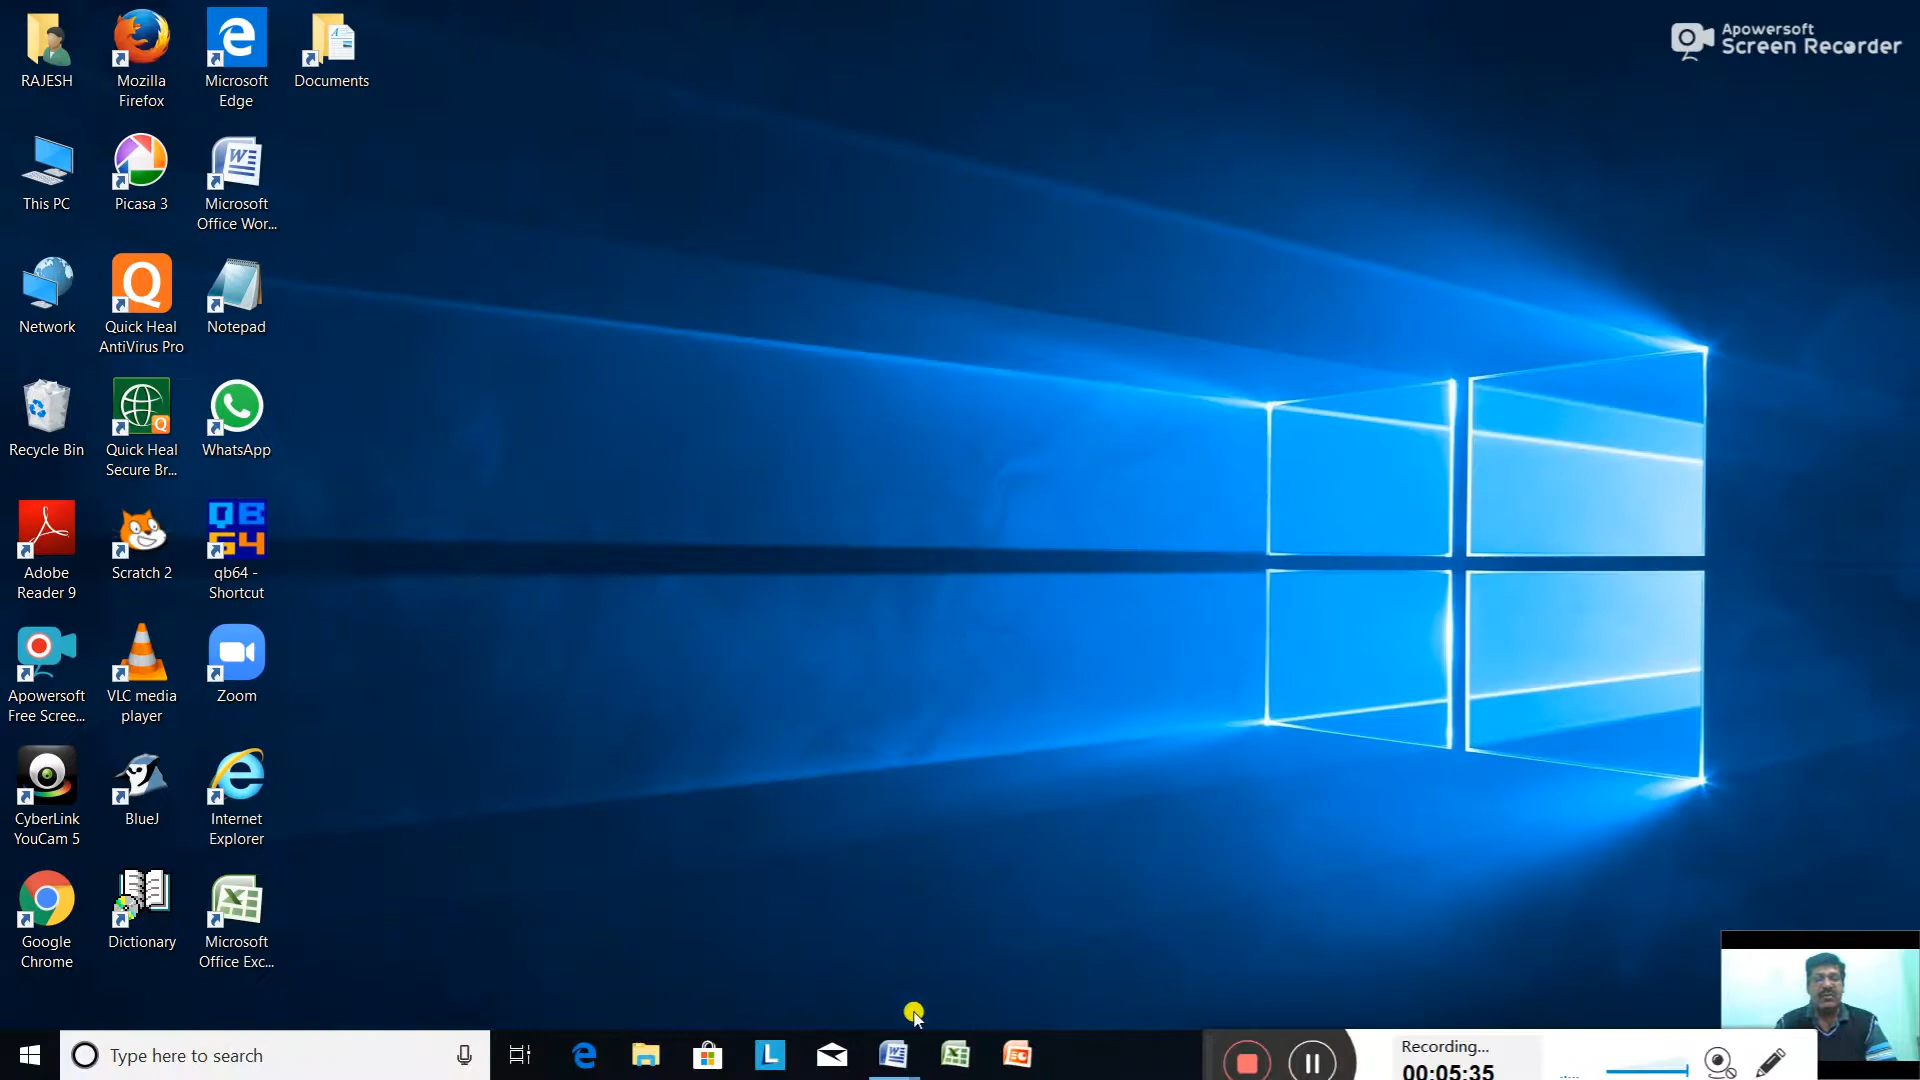 Apowersoft
Screen Recorder
RAJESH
Mozilla
Firefox
Microsoft
Edge
Documents
This PC
Picasa 3
Microsoft
Office Wor...
Network
Quick Heal
AntiVirus Pro
Notepad
Recycle Bin
Quick Heal
Secure Br...
WhatsApp
Adobe
Reader 9
Scratch 2
QB
64
qb64 -
Shortcut
Apowersoft
Free Scree...
VLC media
player
Zoom
CyberLink
YouCam 5
BlueJ
Internet
Explorer
Google
Chrome
Dictionary
Microsoft
Office Exc...
Type here to search
Recording...
00:05:35